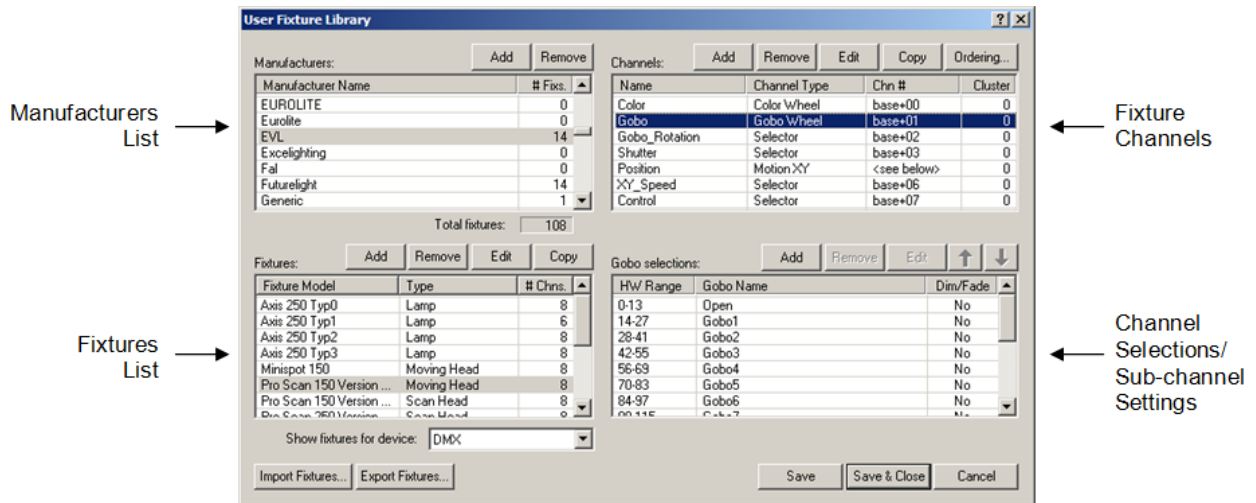 User Fixture Library
Manufacturers:
Add
Remove
Manufacturer Name
# Fixs.
EUROLITE 0
Eurolite 0
EVL 14
Excelighting 0
Fal 0
Futurelight 14
Generic 1
Total fixtures: 108
Manufacturers
List
Channels:
Add
Remove
Edit
Copy
Ordering...
Name Channel Type Chn # Cluster
Color Color Wheel base+00 0
Gobo Gobo Wheel base+01 0
Gobo_Rotation Selector base+02 0
Shutter Selector base+03 0
Position Motion XY <see below> 0
XY_Speed Selector base+06 0
Control Selector base+07 0
Fixture
Channels
Fixtures:
Add
Remove
Edit
Copy
Fixture Model Type # Chns.
Axis 250 Typ0 Lamp 8
Axis 250 Typ1 Lamp 6
Axis 250 Typ2 Lamp 8
Axis 250 Typ3 Lamp 8
Minispot 150 Moving Head 8
Pro Scan 150 Version ... Moving Head 8
Pro Scan 150 Version ... Scan Head 8
Pro Scan 250 Version Scan Head 8
Fixtures
List
Show fixtures for device: DMX
Gobo selections:
Add
Remove
Edit
HW Range Gobo Name Dim/Fade
0-13 Open No
14-27 Gobo1 No
28-41 Gobo2 No
42-55 Gobo3 No
56-69 Gobo4 No
70-83 Gobo5 No
84-97 Gobo6 No
Gobo7 No
Channel
Selections/
Sub-channel
Settings
Import Fixtures...
Export Fixtures...
Save
Save & Close
Cancel